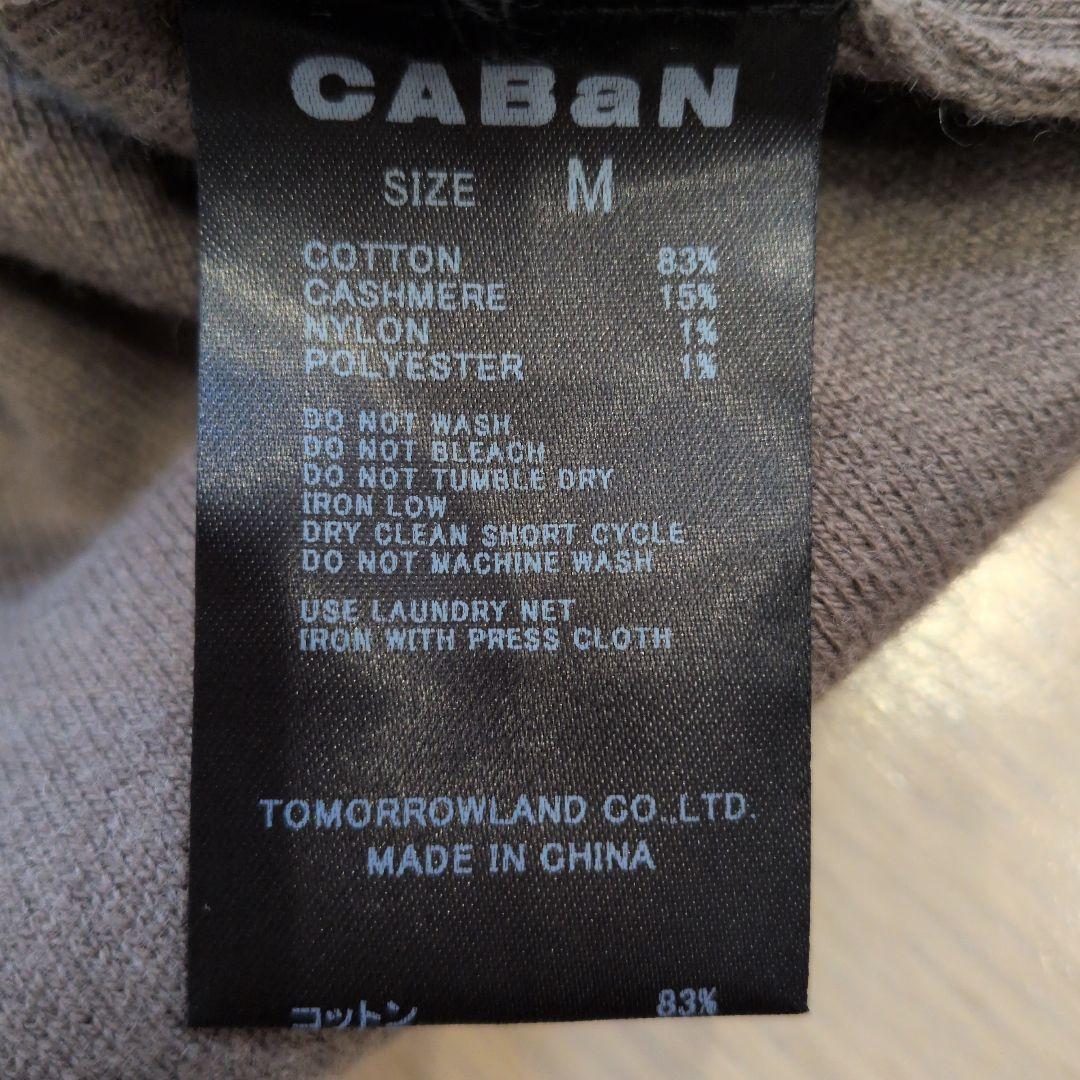 CABaN
SIZE M
COTTON 83%
CASHMERE 15%
NYLON 1%
POLYESTER 1%
DO NOT WASH
DO NOT BLEACH
DO NOT TUMBLE DRY
IRON LOW
DRY CLEAN SHORT CYCLE
DO NOT MACHINE WASH
USE LAUNDRY NET
IRON WITH PRESS CLOTH
TOMORROWLAND CO.,LTD.
MADE IN CHINA
コットン 83%